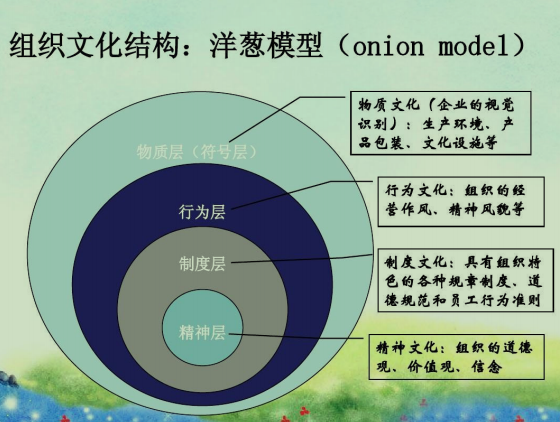 组织文化结构：洋葱模型（onion model）
物质层（符号层）
物质文化（企业的视觉
识别）：生产环境、产
品包装、文化设施等
行为层
行为文化：组织的经
营作风、精神风貌等
制度层
制度文化：具有组织特
色的各种规章制度、道
德规范和员工行为准则
精神层
精神文化：组织的道德
观、价值观、信念